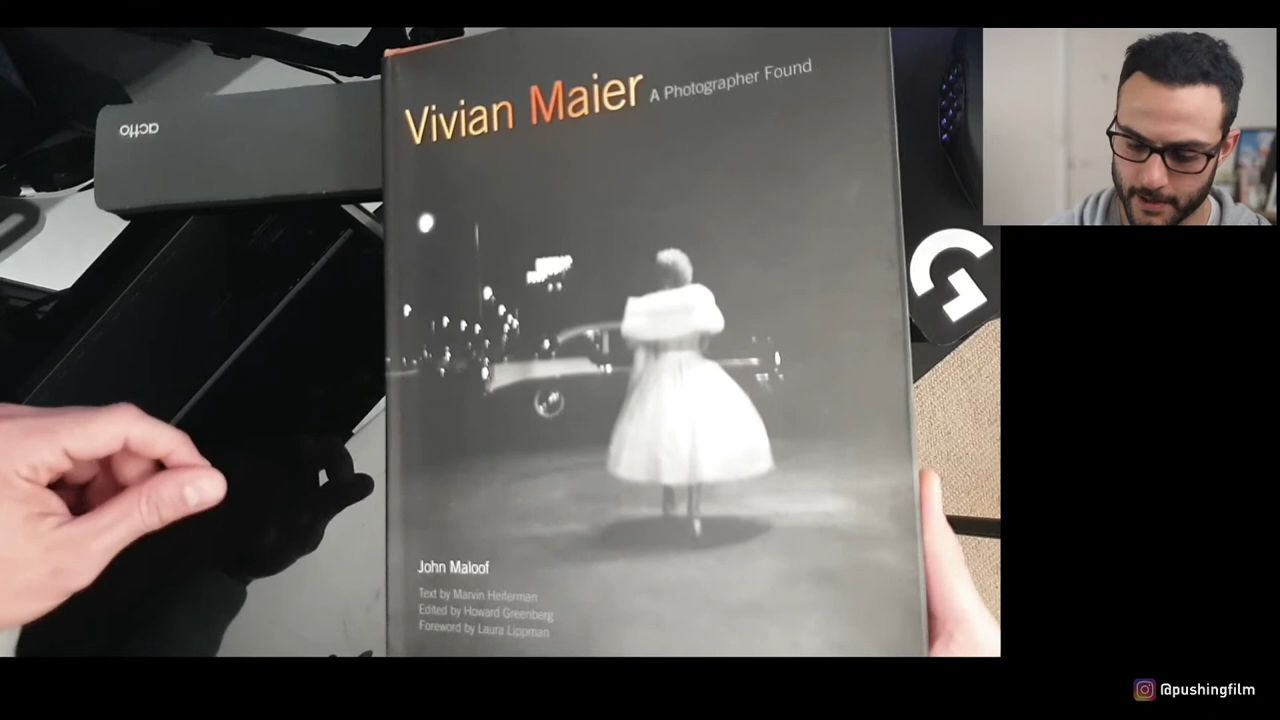 acttto
Vivian Maier A Photographer Found
John Maloof
Text by Marvin Heiferman
Edited by Howard Greenberg
Foreword by Laura Lippman
@pushingfilm